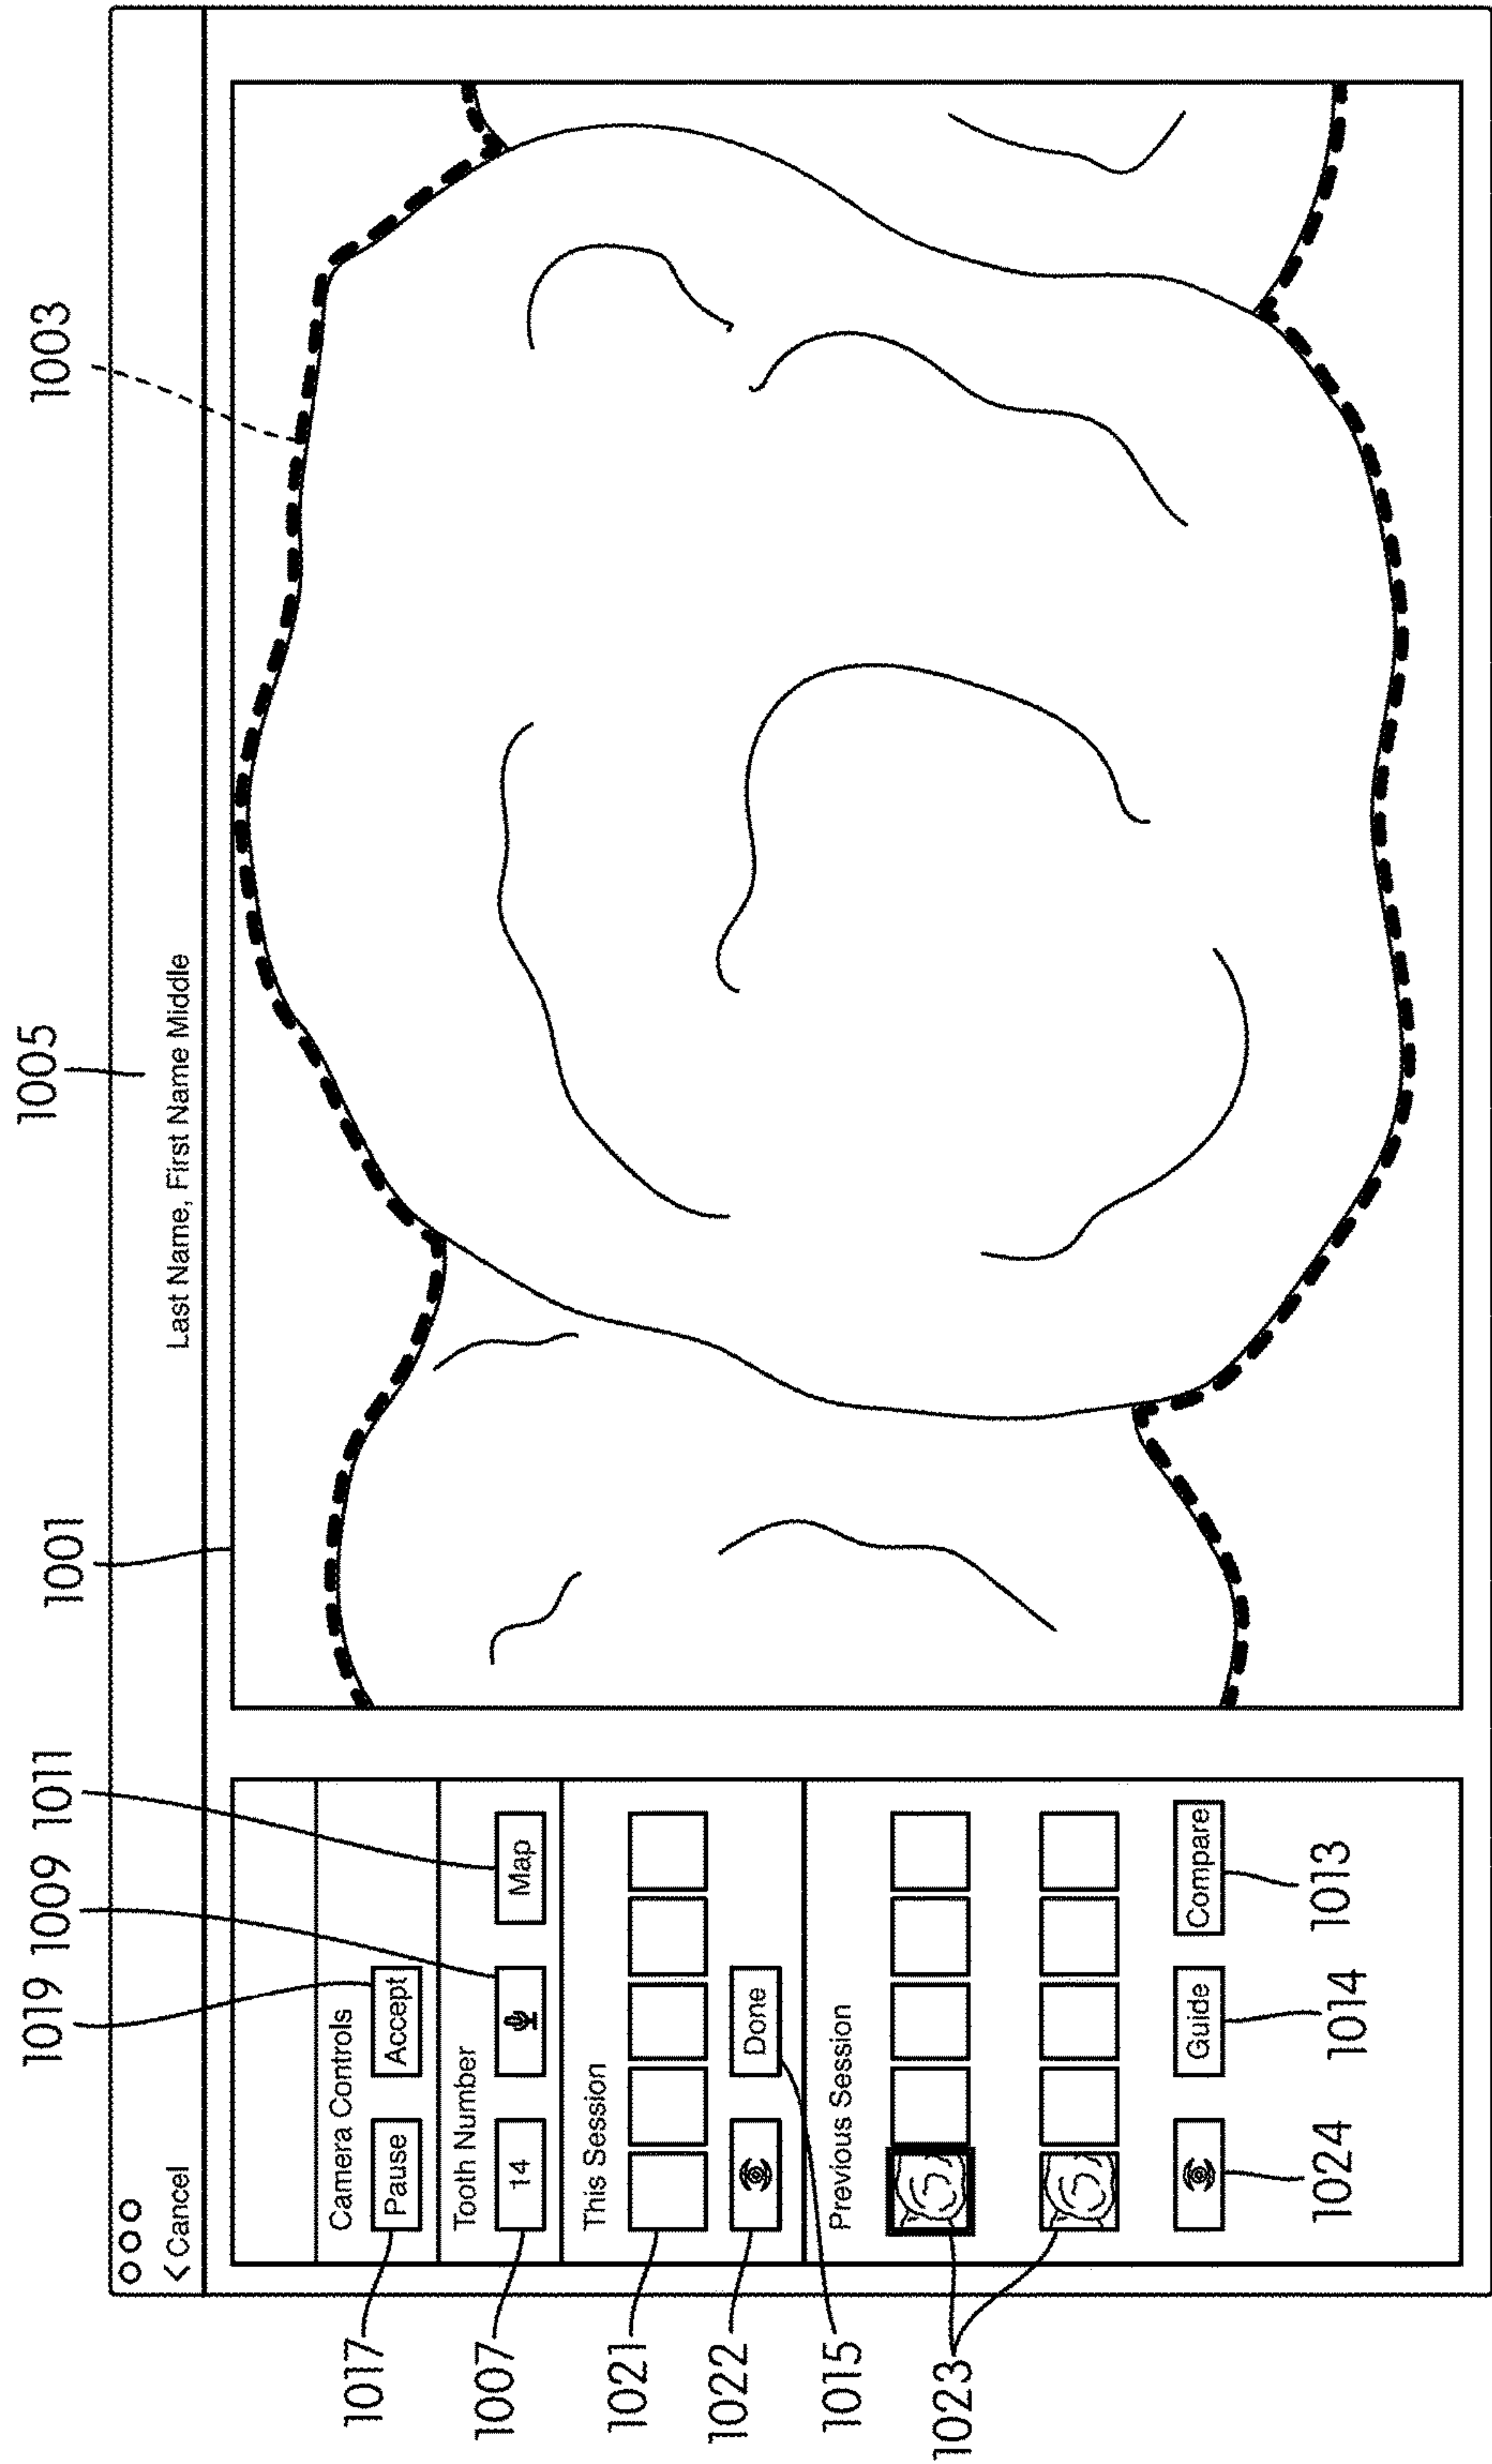 1005
1003
1001
Last Name, First Name Middle
< Cancel
1019
1009
1011
Camera Controls
Pause
Accept
1017
Tooth Number
14
Map
1007
This Session
1021
Done
1022
1015
Previous Session
1023
Guide
Compare
1024
1014
1013